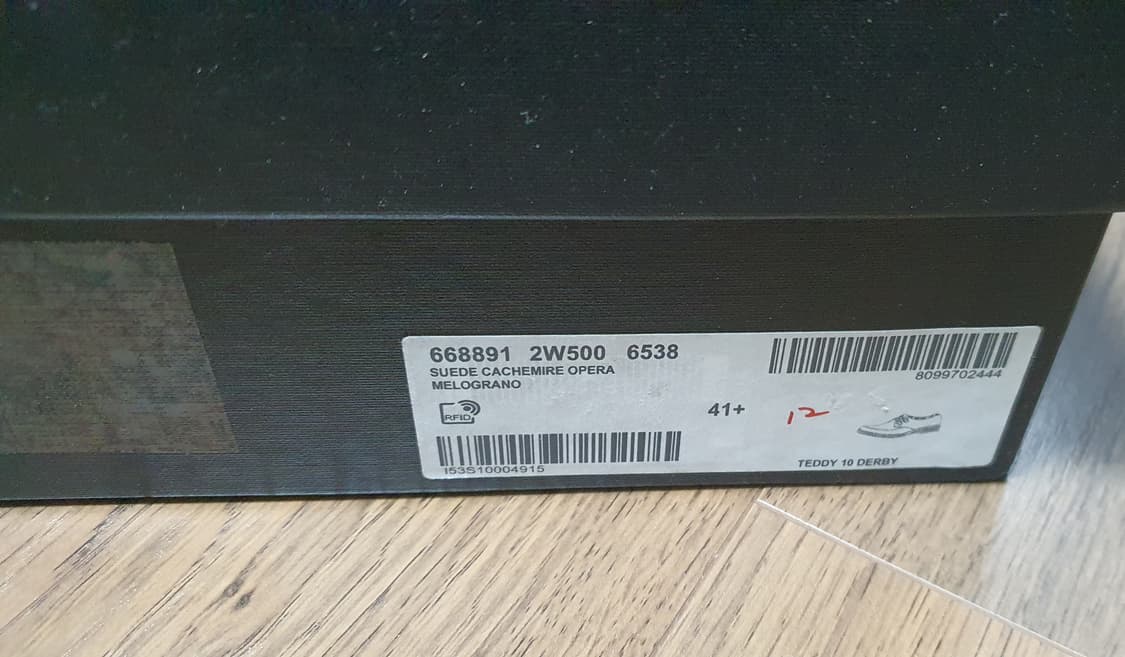 668891 2W500 6538
SUEDE CACHEMIRE OPERA
MELOGRANO
8099702444
RFID
41+
12
I53S10004915
TEDDY 10 DERBY